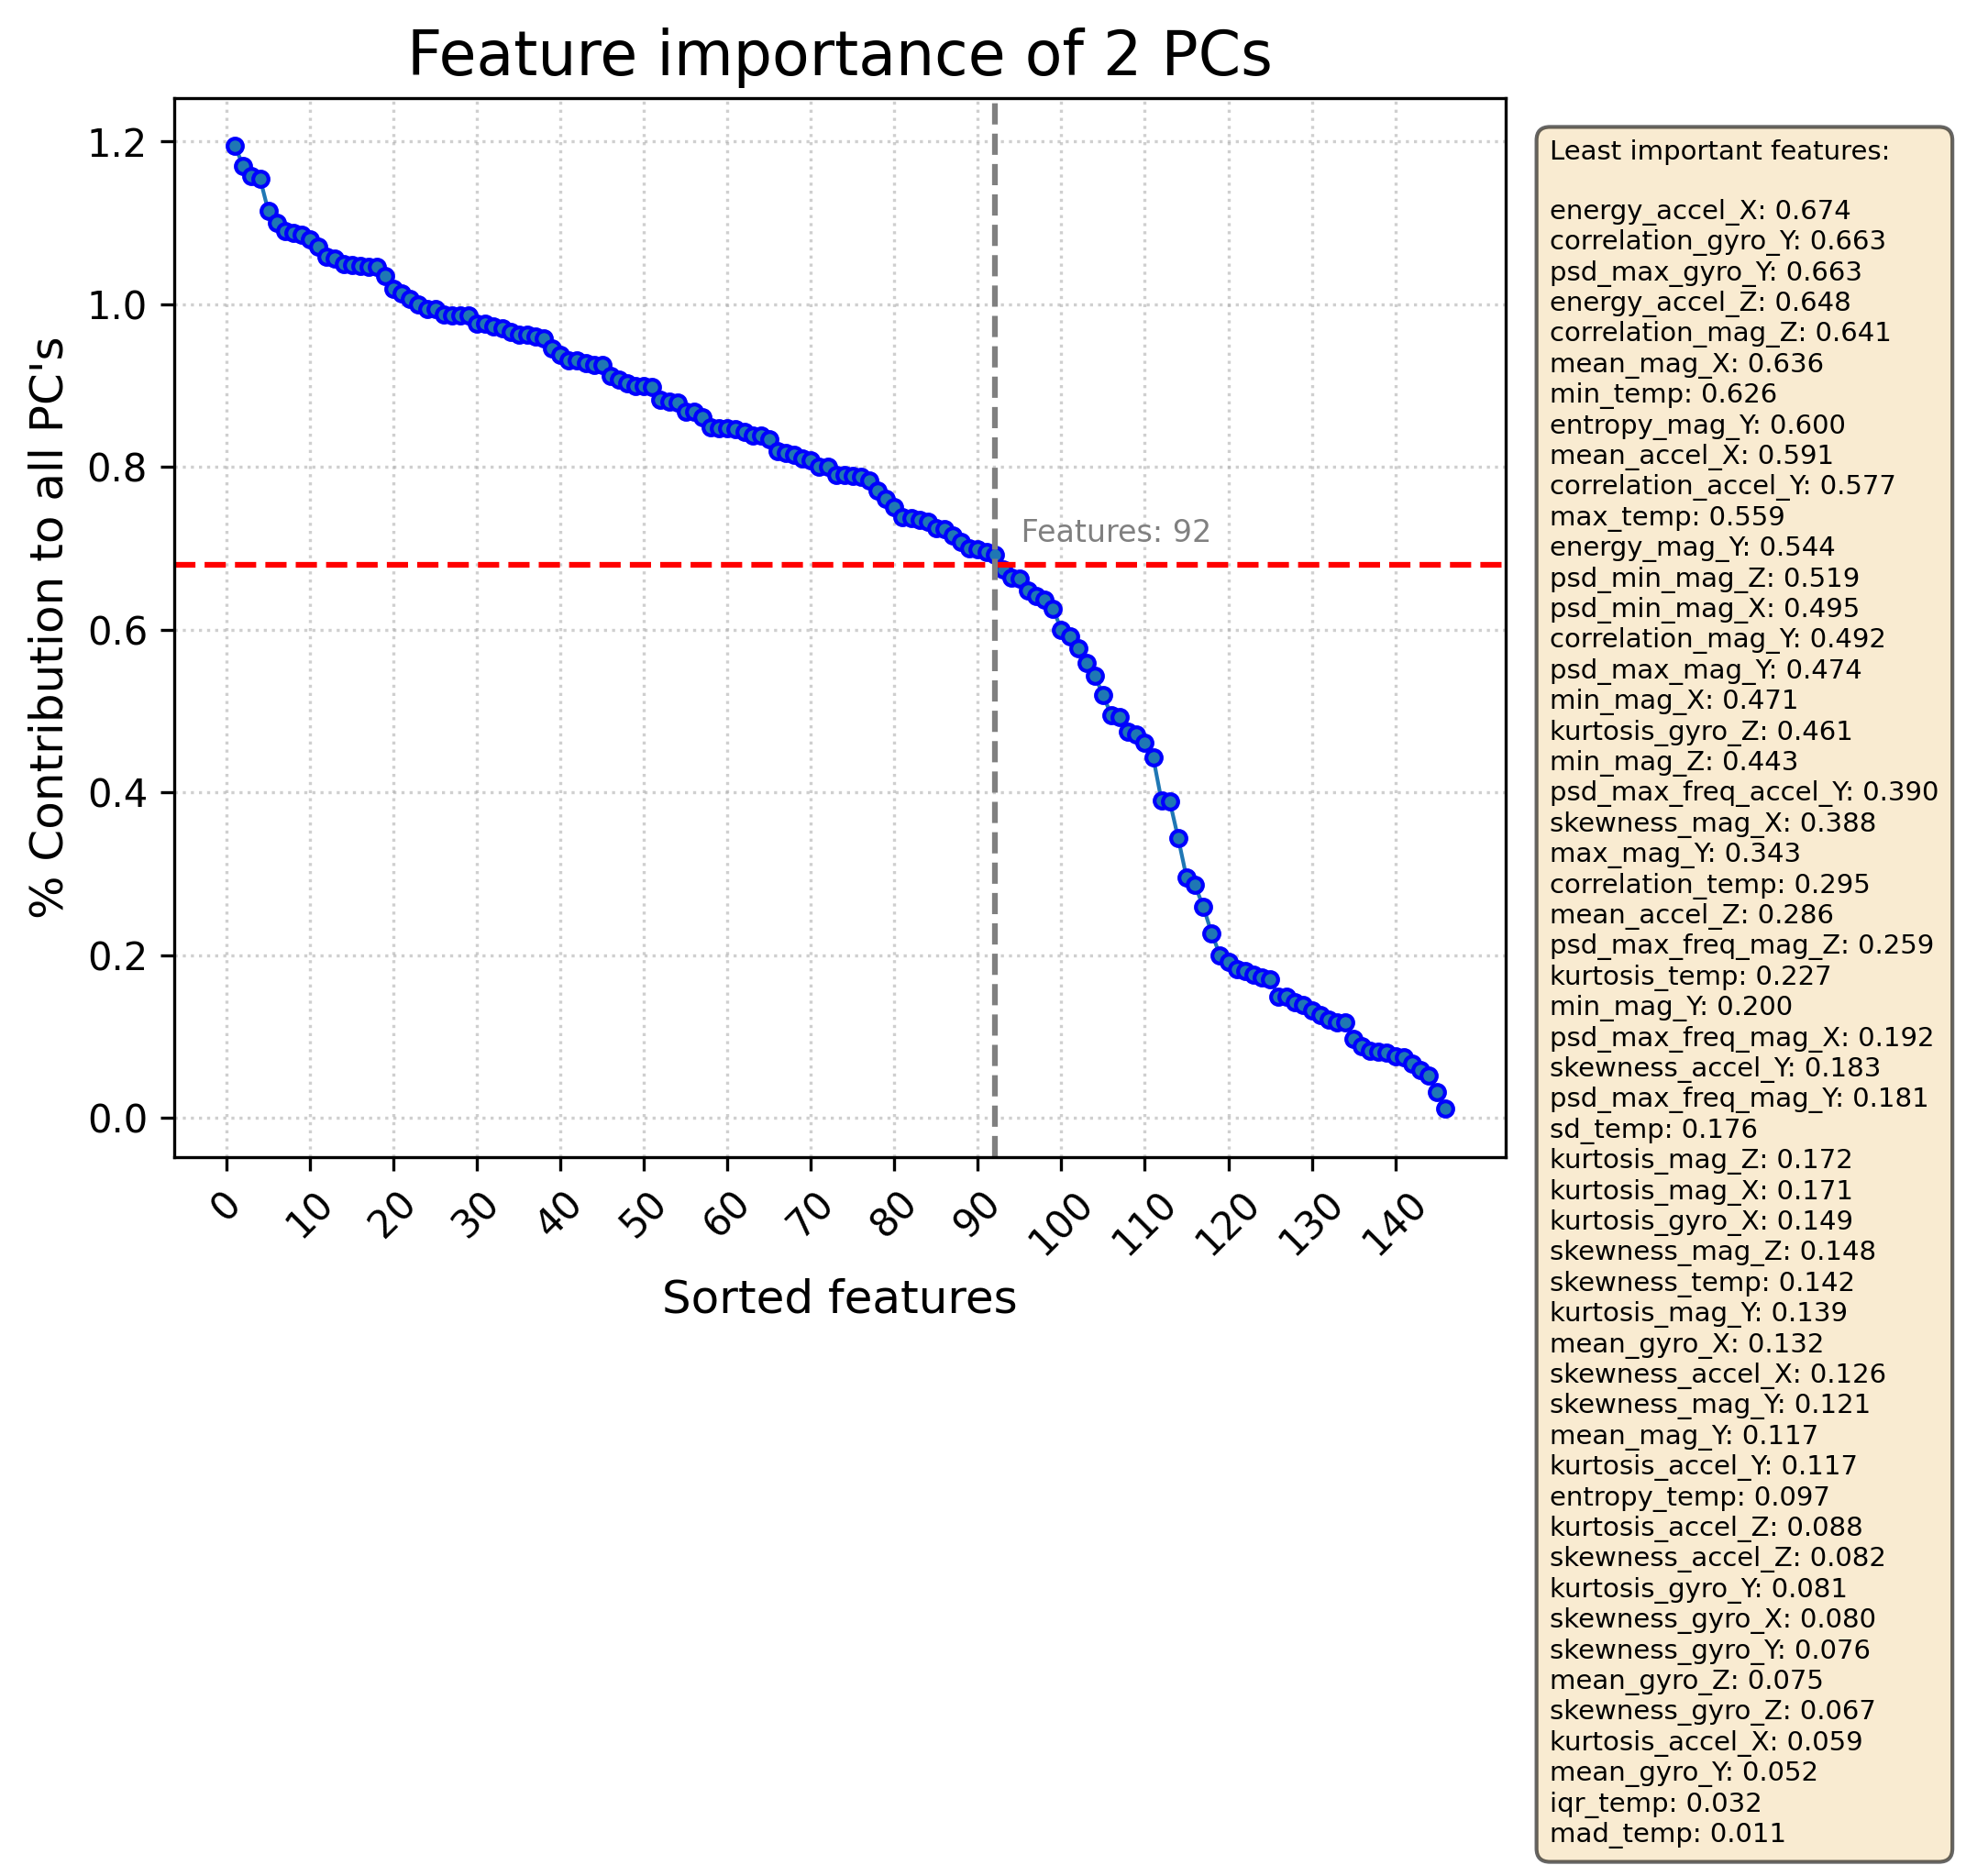 Feature importance of 2 PCs
% Contribution to all PC's
1.2
1.0
0.8
0.6
0.4
0.2
0.0
Features: 92
0
10
20
30
40
50
60
70
80
90
100
110
120
130
140
Sorted features
Least important features:
energy_accel_X: 0.674
correlation_gyro_Y: 0.663
psd_max_gyro_Y: 0.663
energy_accel_Z: 0.648
correlation_mag_Z: 0.641
mean_mag_X: 0.636
min_temp: 0.626
entropy_mag_Y: 0.600
mean_accel_X: 0.591
correlation_accel_Y: 0.577
max_temp: 0.559
energy_mag_Y: 0.544
psd_min_mag_Z: 0.519
psd_min_mag_X: 0.495
correlation_mag_Y: 0.492
psd_max_mag_Y: 0.474
min_mag_X: 0.471
kurtosis_gyro_Z: 0.461
min_mag_Z: 0.443
psd_max_freq_accel_Y: 0.390
skewness_mag_X: 0.388
max_mag_Y: 0.343
correlation_temp: 0.295
mean_accel_Z: 0.286
psd_max_freq_mag_Z: 0.259
kurtosis_temp: 0.227
min_mag_Y: 0.200
psd_max_freq_mag_X: 0.192
skewness_accel_Y: 0.183
psd_max_freq_mag_Y: 0.181
sd_temp: 0.176
kurtosis_mag_Z: 0.172
kurtosis_mag_X: 0.171
kurtosis_gyro_X: 0.149
skewness_mag_Z: 0.148
skewness_temp: 0.142
kurtosis_mag_Y: 0.139
mean_gyro_X: 0.132
skewness_accel_X: 0.126
skewness_mag_Y: 0.121
mean_mag_Y: 0.117
kurtosis_accel_Y: 0.117
entropy_temp: 0.097
kurtosis_accel_Z: 0.088
skewness_accel_Z: 0.082
kurtosis_gyro_Y: 0.081
skewness_gyro_X: 0.080
skewness_gyro_Y: 0.076
mean_gyro_Z: 0.075
skewness_gyro_Z: 0.067
kurtosis_accel_X: 0.059
mean_gyro_Y: 0.052
iqr_temp: 0.032
mad_temp: 0.011